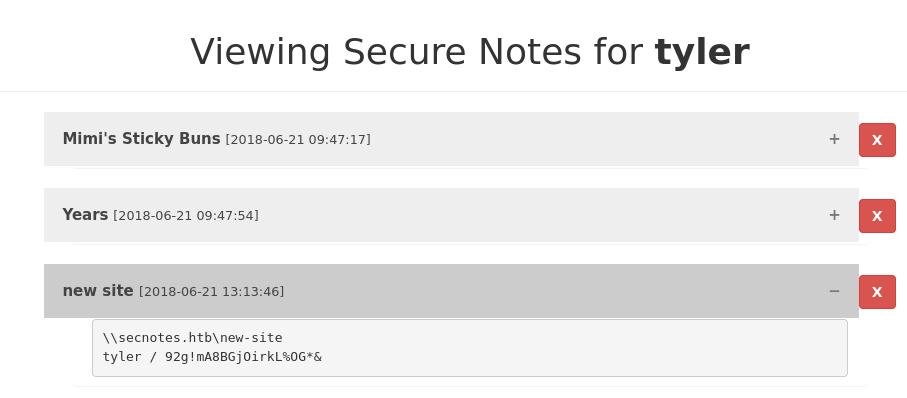 Viewing Secure Notes for tyler
Mimi's Sticky Buns [2018-06-21 09:47:17] + X
Years [2018-06-21 09:47:54] + X
new site [2018-06-21 13:13:46] − X
\\secnotes.htb\new-site
tyler / 92g!mA8BGjOirkL%OG*&